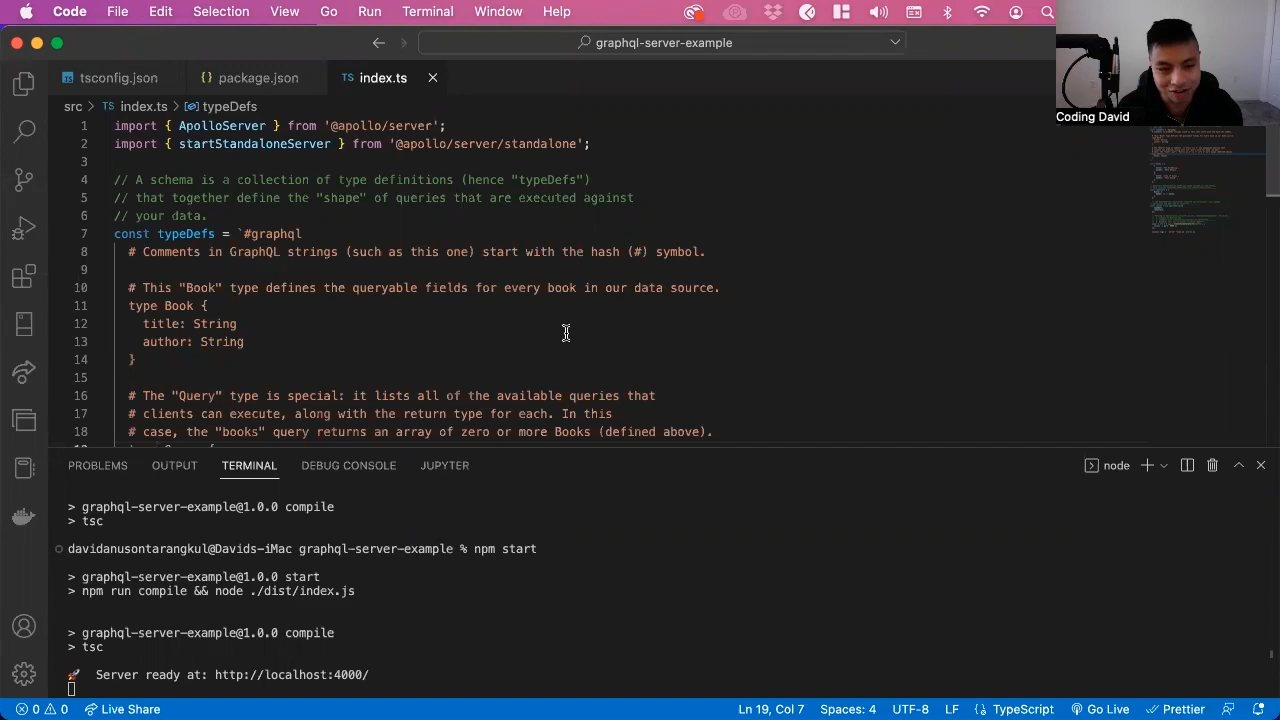 Code File Edit Selection View Go Run Terminal Window Help
graphql-server-example
Coding David
tsconfig.json {} package.json TS index.ts
src > TS index.ts > typeDefs
1 import { ApolloServer } from '@apollo/server';
2 import { startStandaloneServer } from '@apollo/server/standalone';
3
4 // A schema is a collection of type definitions (hence "typeDefs")
5 // that together define the "shape" of queries that are executed against
6 // your data.
7 const typeDefs = `#graphql
8 # Comments in GraphQL strings (such as this one) start with the hash (#) symbol.
9
10 # This "Book" type defines the queryable fields for every book in our data source.
11 type Book {
12 title: String
13 author: String
14 }
15
16 # The "Query" type is special: it lists all of the available queries that
17 # clients can execute, along with the return type for each. In this
18 # case, the "books" query returns an array of zero or more Books (defined above).
PROBLEMS OUTPUT TERMINAL DEBUG CONSOLE JUPYTER
node
> graphql-server-example@1.0.0 compile
> tsc
davidanusontarangkul@Davids-iMac graphql-server-example % npm start
> graphql-server-example@1.0.0 start
> npm run compile && node ./dist/index.js
> graphql-server-example@1.0.0 compile
> tsc
🚀 Server ready at: http://localhost:4000/
0 0 Live Share Ln 19, Col 7 Spaces: 4 UTF-8 LF {} TypeScript Go Live Prettier